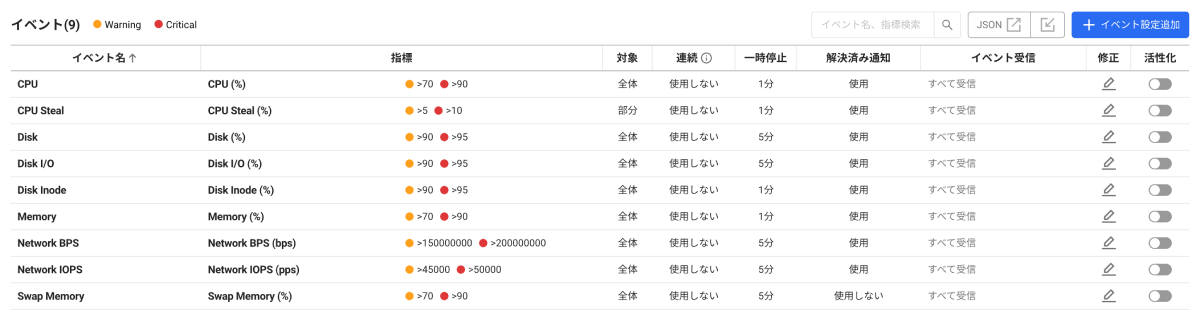 イベント(9) Warning Critical イベント名、指標検索 JSON イベント設定追加
イベント名 指標 対象 連続 一時停止 解決済み通知 イベント受信 修正 活性化
CPU CPU (%) >70 >90 全体 使用しない 1分 使用 すべて受信
CPU Steal CPU Steal (%) >5 >10 部分 使用しない 1分 使用 すべて受信
Disk Disk (%) >90 >95 全体 使用しない 5分 使用 すべて受信
Disk I/O Disk I/O (%) >90 >95 全体 使用しない 5分 使用 すべて受信
Disk Inode Disk Inode (%) >90 >95 全体 使用しない 1分 使用 すべて受信
Memory Memory (%) >70 >90 全体 使用しない 1分 使用 すべて受信
Network BPS Network BPS (bps) >150000000 >200000000 全体 使用しない 5分 使用 すべて受信
Network IOPS Network IOPS (pps) >45000 >50000 全体 使用しない 5分 使用 すべて受信
Swap Memory Swap Memory (%) >70 >90 全体 使用しない 5分 使用しない すべて受信